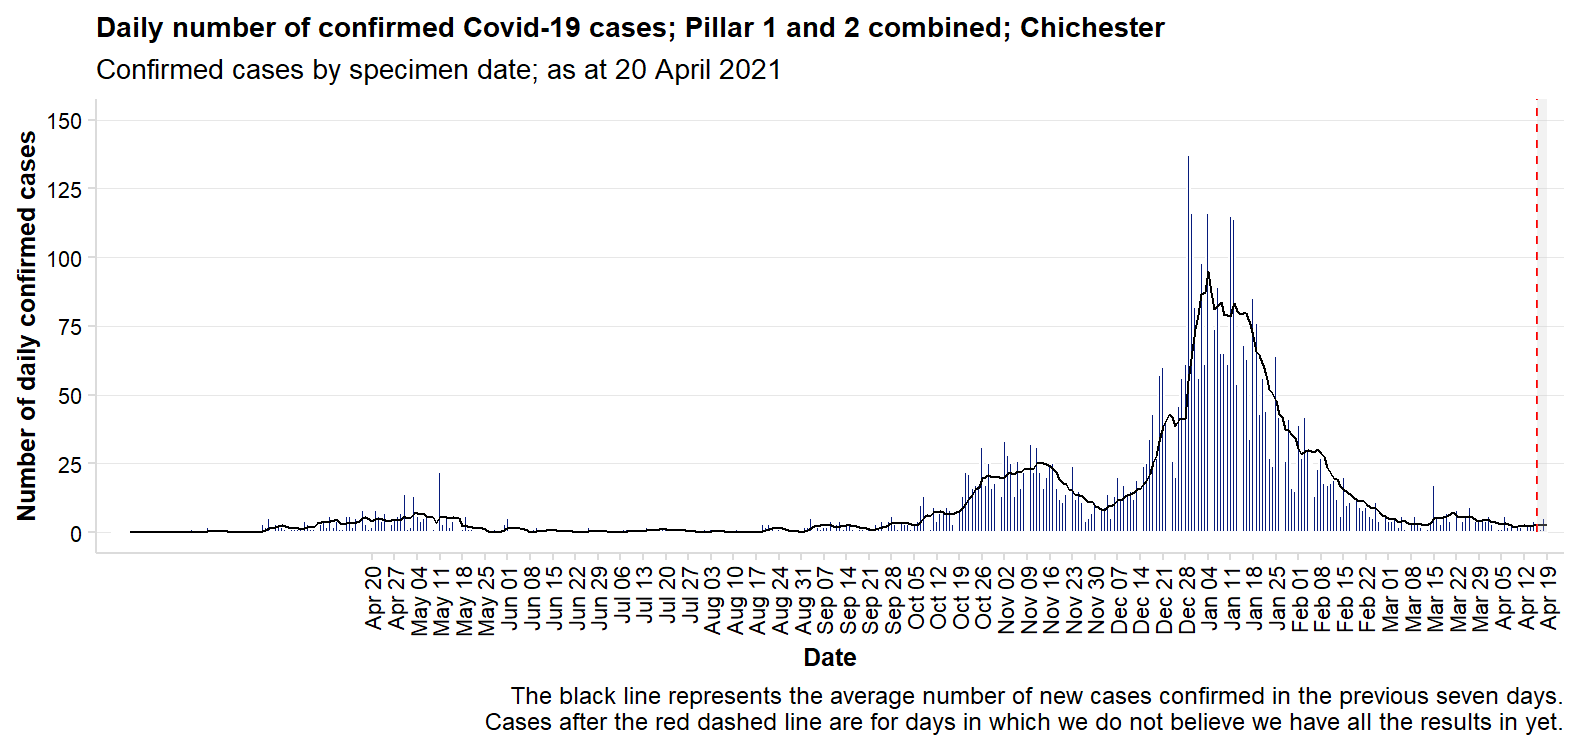 Daily number of confirmed Covid-19 cases; Pillar 1 and 2 combined; Chichester
Confirmed cases by specimen date; as at 20 April 2021
Number of daily confirmed cases
150
125
100
75
50
25
0
Apr 20
Apr 27
May 04
May 11
May 18
May 25
Jun 01
Jun 08
Jun 15
Jun 22
Jun 29
Jul 06
Jul 13
Jul 20
Jul 27
Aug 03
Aug 10
Aug 17
Aug 24
Aug 31
Sep 07
Sep 14
Sep 21
Sep 28
Oct 05
Oct 12
Oct 19
Oct 26
Nov 02
Nov 09
Nov 16
Nov 23
Nov 30
Dec 07
Dec 14
Dec 21
Dec 28
Jan 04
Jan 11
Jan 18
Jan 25
Feb 01
Feb 08
Feb 15
Feb 22
Mar 01
Mar 08
Mar 15
Mar 22
Mar 29
Apr 05
Apr 12
Apr 19
Date
The black line represents the average number of new cases confirmed in the previous seven days.
Cases after the red dashed line are for days in which we do not believe we have all the results in yet.